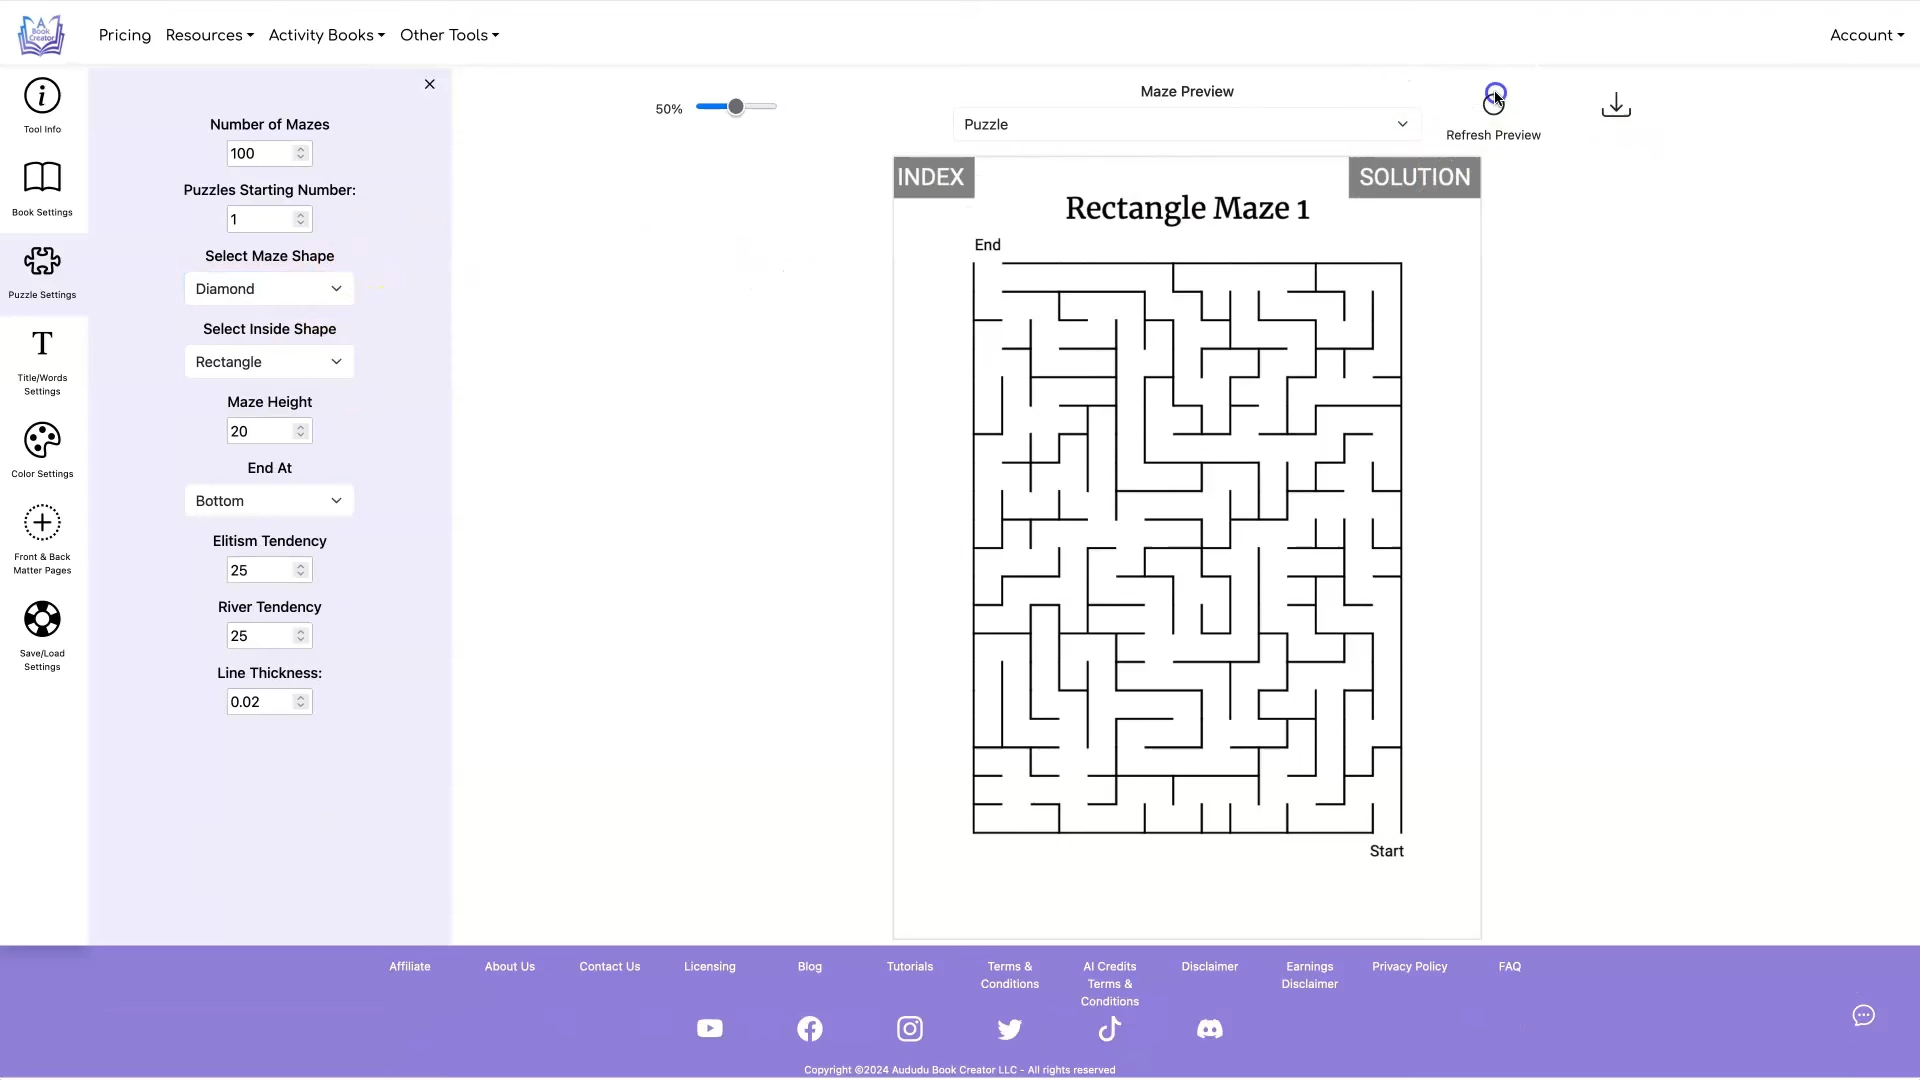 A
Book
Creator
Pricing
Resources
Activity Books
Other Tools
Account
Tool Info
Book Settings
Puzzle Settings
Title/Words
Settings
Color Settings
Front & Back
Matter Pages
Save/Load
Settings
Number of Mazes
100
Puzzles Starting Number:
1
Select Maze Shape
Diamond
Select Inside Shape
Rectangle
Maze Height
20
End At
Bottom
Elitism Tendency
25
River Tendency
25
Line Thickness:
0.02
50%
Maze Preview
Puzzle
Refresh Preview
INDEX
SOLUTION
Rectangle Maze 1
End
Start
Affiliate
About Us
Contact Us
Licensing
Blog
Tutorials
Terms &
Conditions
AI Credits
Terms &
Conditions
Disclaimer
Earnings
Disclaimer
Privacy Policy
FAQ
Copyright ©2024 Aududu Book Creator LLC - All rights reserved